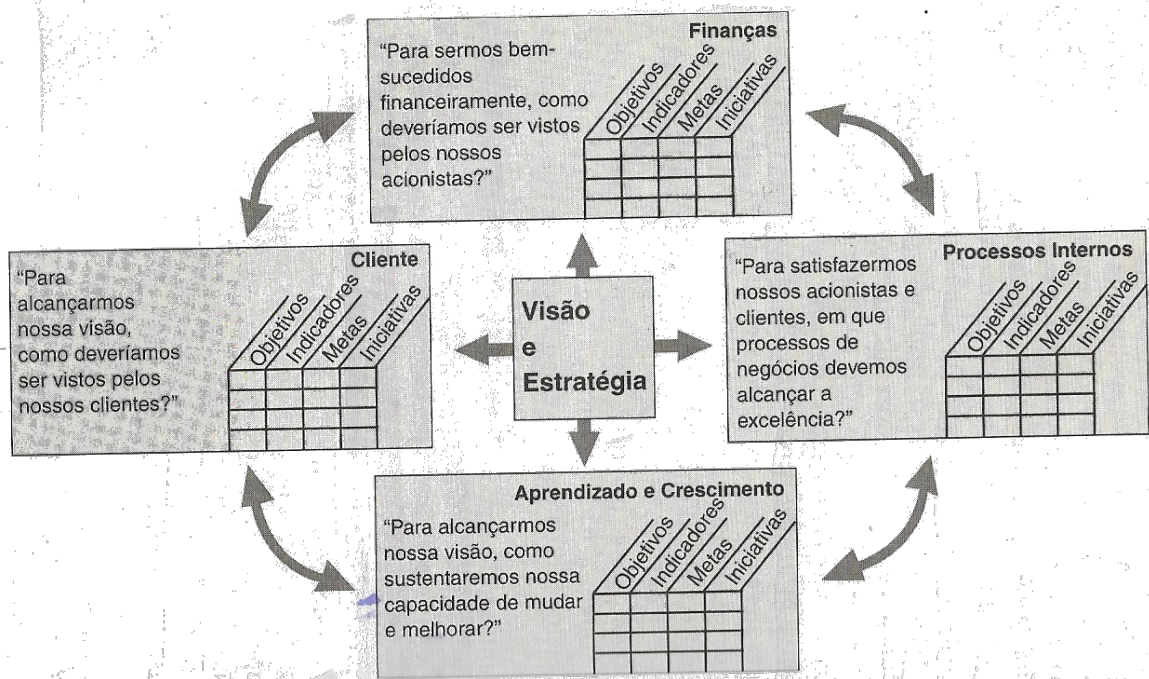 Finanças
“Para sermos bem-
sucedidos
financeiramente, como
deveríamos ser vistos
pelos nossos
acionistas?”
Objetivos
Indicadores
Metas
Iniciativas
Cliente
“Para
alcançarmos
nossa visão,
como deveríamos
ser vistos pelos
nossos clientes?”
Objetivos
Indicadores
Metas
Iniciativas
Visão
e
Estratégia
Processos Internos
“Para satisfazermos
nossos acionistas e
clientes, em que
processos de
negócios devemos
alcançar a
excelência?”
Objetivos
Indicadores
Metas
Iniciativas
Aprendizado e Crescimento
“Para alcançarmos
nossa visão, como
sustentaremos nossa
capacidade de mudar
e melhorar?”
Objetivos
Indicadores
Metas
Iniciativas